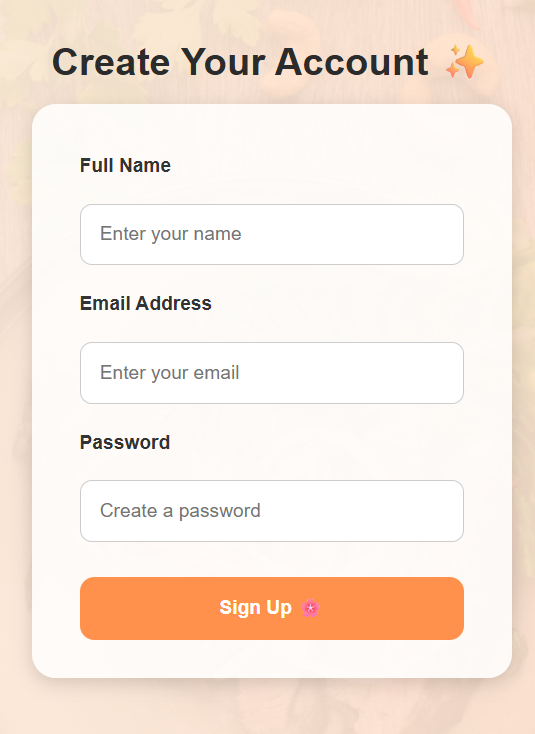 Create Your Account ✨
Full Name
Enter your name
Email Address
Enter your email
Password
Create a password
Sign Up 🌸